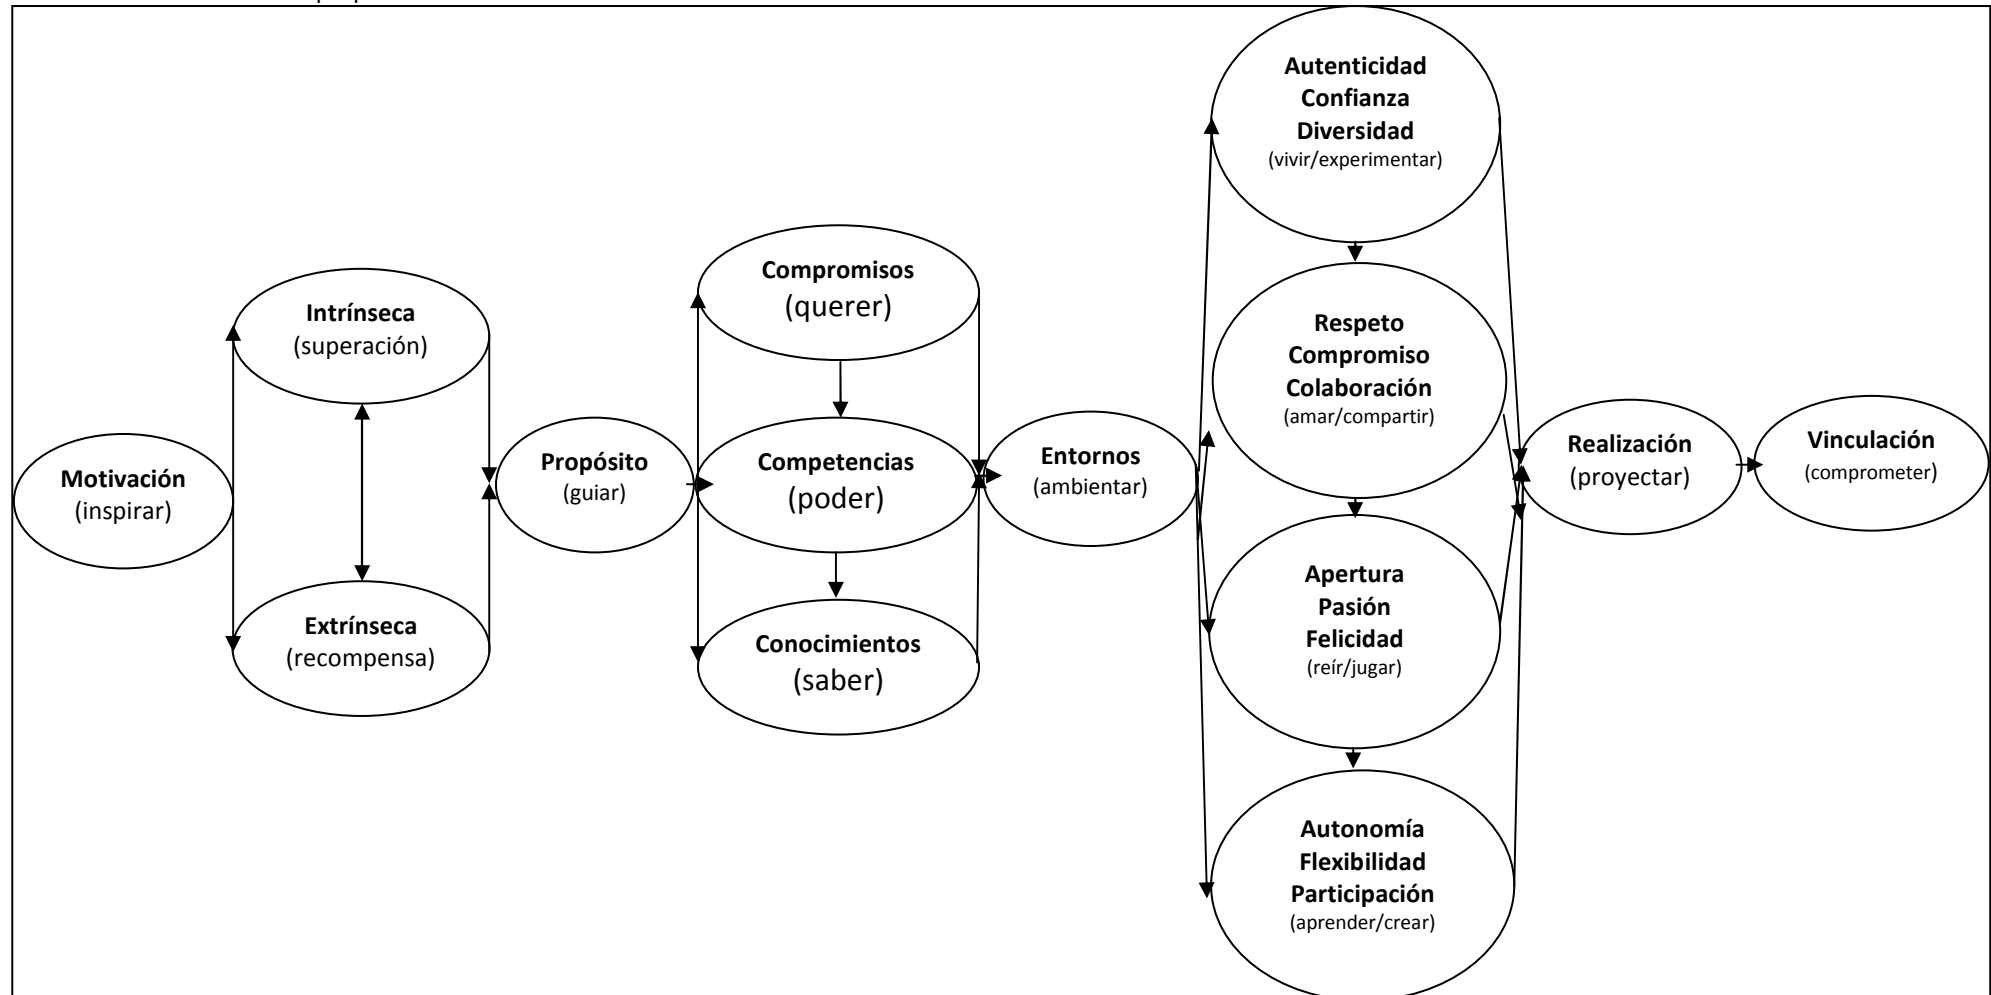 Motivación
(inspirar)
Intrínseca
(superación)
Extrínseca
(recompensa)
Propósito
(guiar)
Compromisos
(querer)
Competencias
(poder)
Conocimientos
(saber)
Entornos
(ambientar)
Autenticidad
Confianza
Diversidad
(vivir/experimentar)
Respeto
Compromiso
Colaboración
(amar/compartir)
Apertura
Pasión
Felicidad
(reír/jugar)
Autonomía
Flexibilidad
Participación
(aprender/crear)
Realización
(proyectar)
Vinculación
(comprometer)